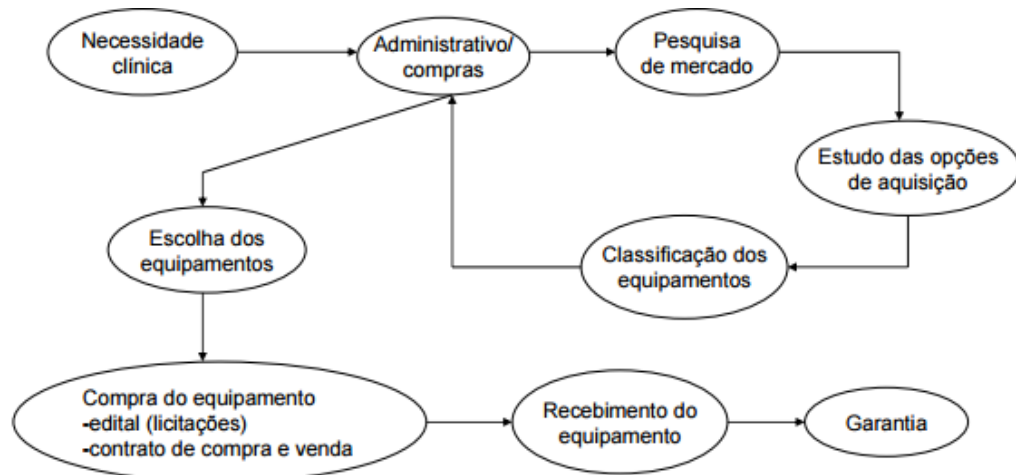 Necessidade
clínica
Administrativo/
compras
Pesquisa
de mercado
Estudo das opções
de aquisição
Classificação dos
equipamentos
Escolha dos
equipamentos
Compra do equipamento
-edital (licitações)
-contrato de compra e venda
Recebimento do
equipamento
Garantia